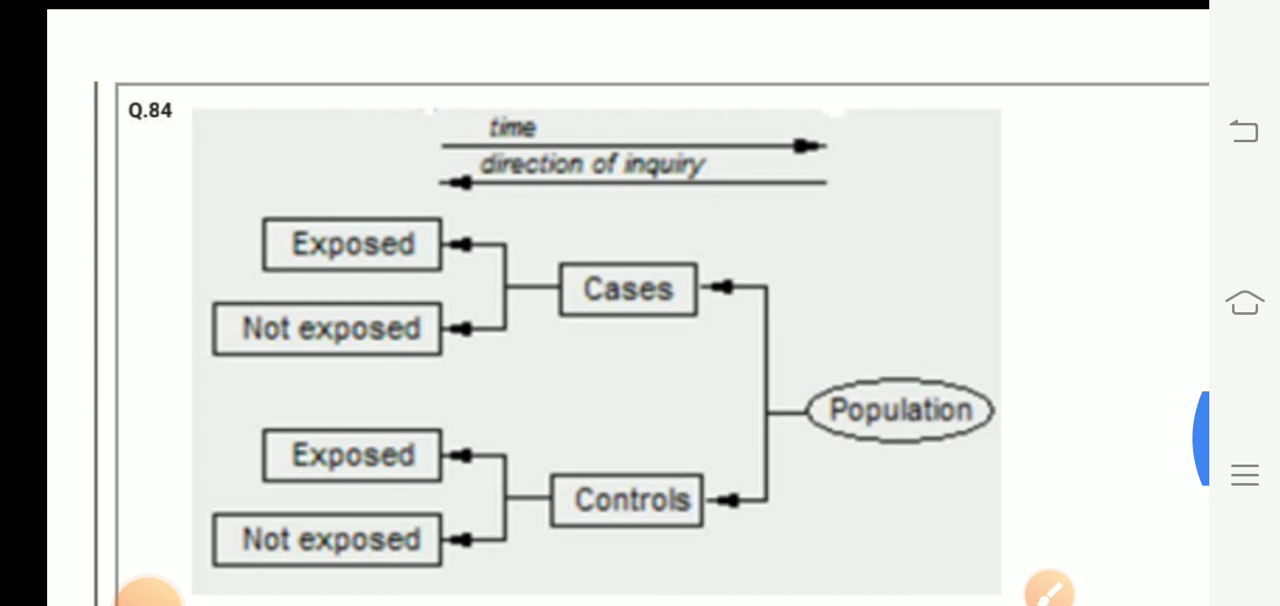 Q.84
time
direction of inquiry
Exposed
Cases
Not exposed
Population
Exposed
Controls
Not exposed